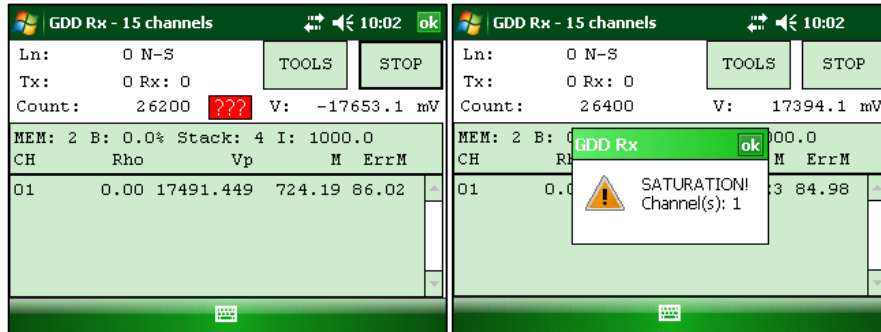 GDD Rx - 15 channels 10:02 ok
Ln: 0 N-S
Tx: 0 Rx: 0
TOOLS STOP
Count: 26200 ??? V: -17653.1 mV
MEM: 2 B: 0.0% Stack: 4 I: 1000.0
CH Rho Vp M ErrM
01 0.00 17491.449 724.19 86.02
GDD Rx - 15 channels 10:02
Ln: 0 N-S
Tx: 0 Rx: 0
TOOLS STOP
Count: 26400 V: 17394.1 mV
MEM: 2 B: 000.0
CH M ErrM
01 84.98
GDD Rx ok
SATURATION!
Channel(s): 1